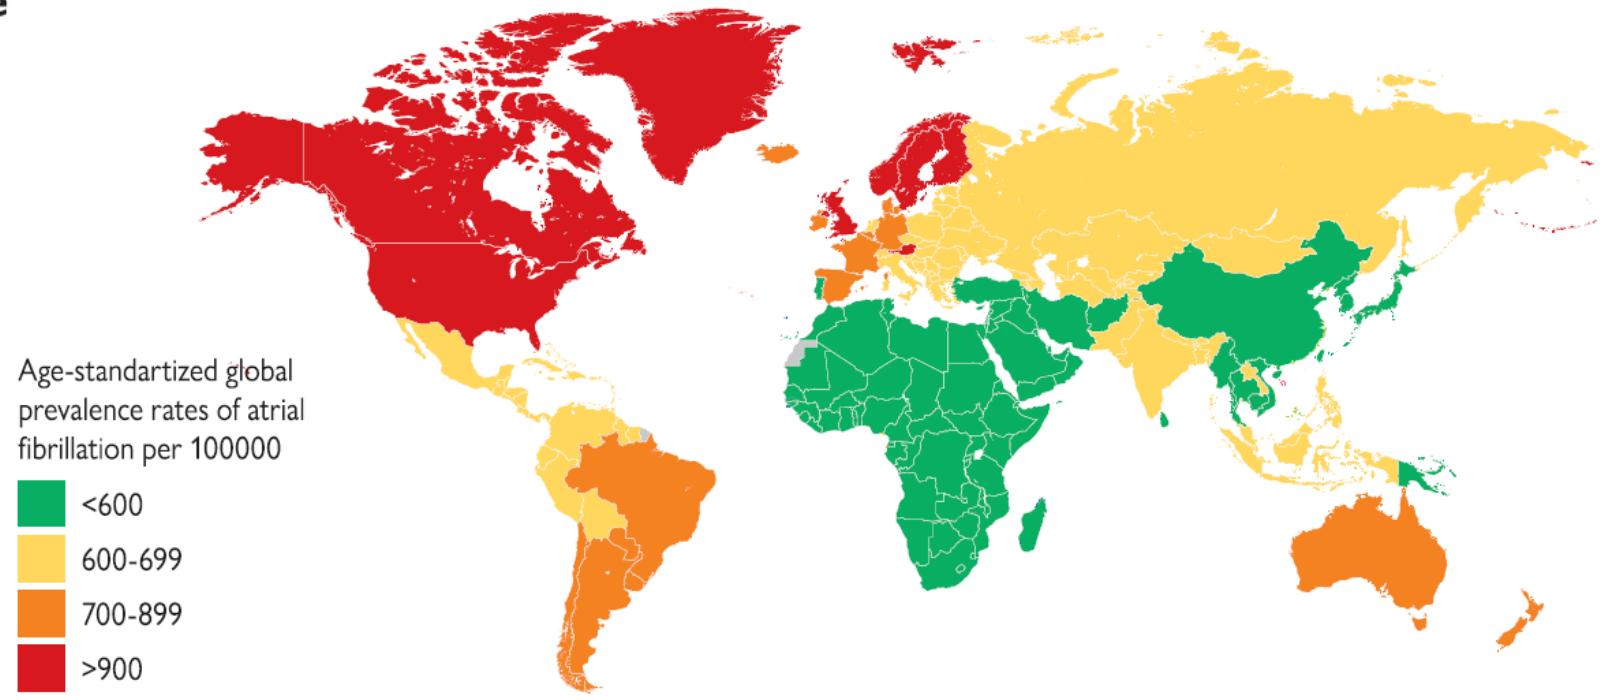 Age-standartized global
prevalence rates of atrial
fibrillation per 100000
<600
600-699
700-899
>900